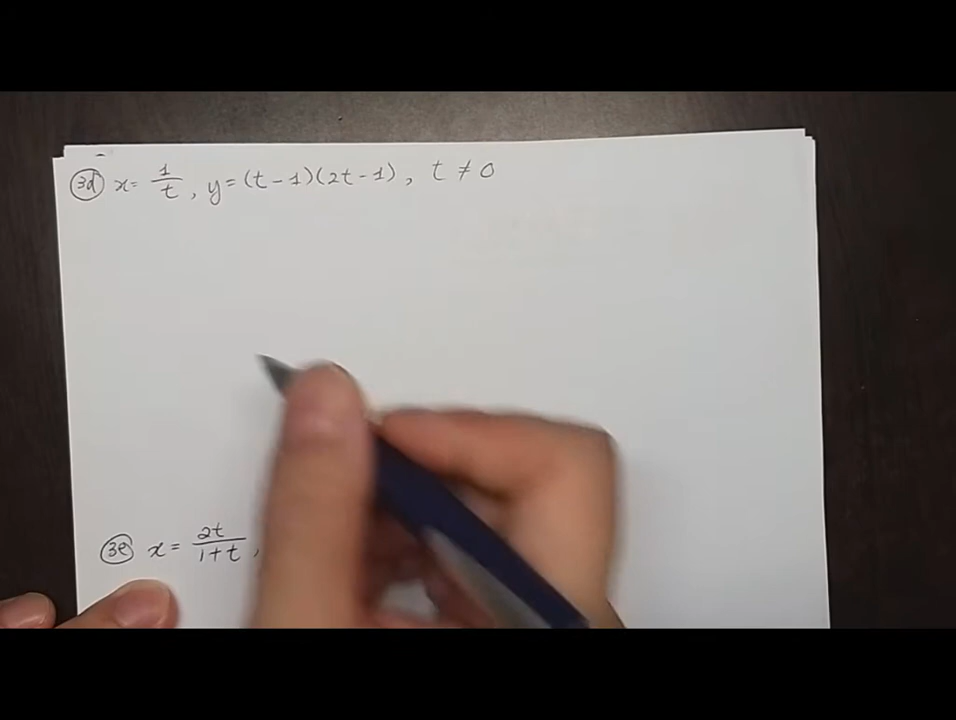 3d x = 1/t , y = (t - 1)(2t - 1) , t ≠ 0
3e x = 2t/1+t ,